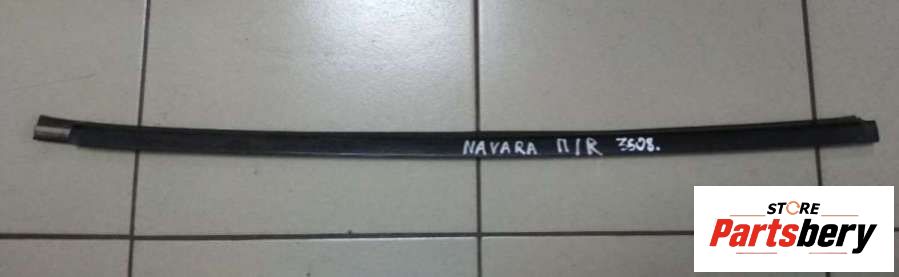 NAVARA П/R 3508.
STORE
Partsbery